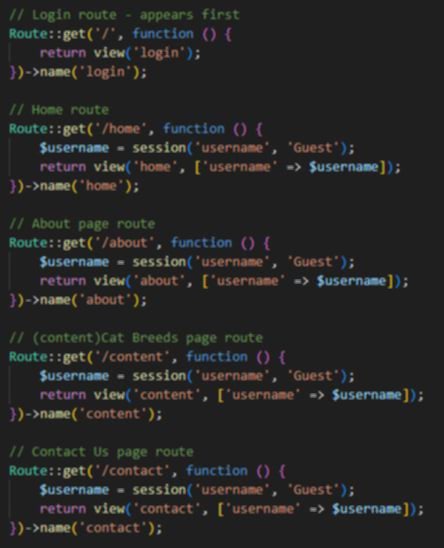 // Login route - appears first
Route::get('/', function () {
    return view('login');
})->name('login');

// Home route
Route::get('/home', function () {
    $username = session('username', 'Guest');
    return view('home', ['username' => $username]);
})->name('home');

// About page route
Route::get('/about', function () {
    $username = session('username', 'Guest');
    return view('about', ['username' => $username]);
})->name('about');

// (content)Cat Breeds page route
Route::get('/content', function () {
    $username = session('username', 'Guest');
    return view('content', ['username' => $username]);
})->name('content');

// Contact Us page route
Route::get('/contact', function () {
    $username = session('username', 'Guest');
    return view('contact', ['username' => $username]);
})->name('contact');